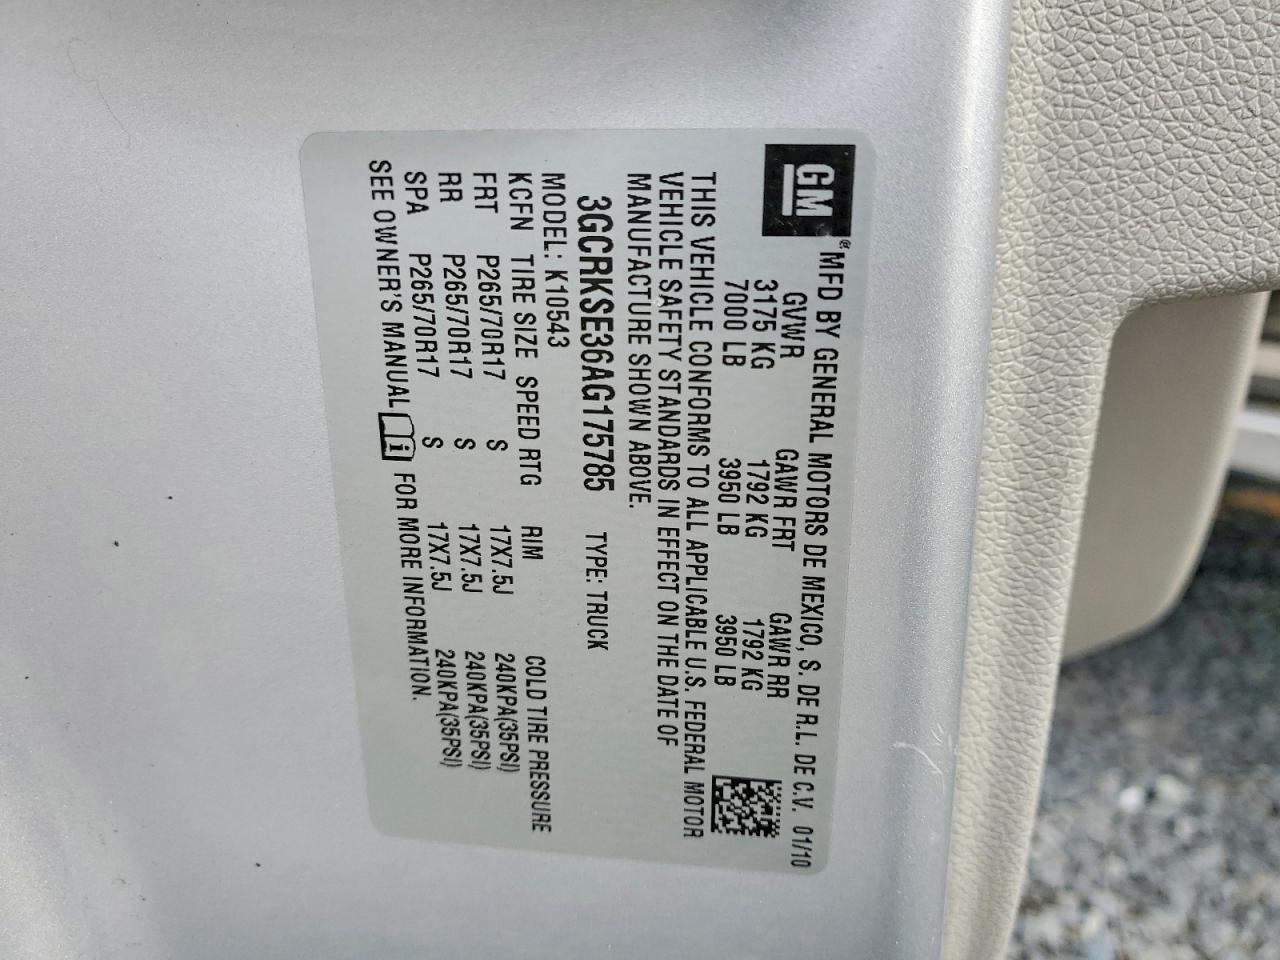 GM
® MFD BY GENERAL MOTORS DE MEXICO, S. DE R.L. DE C.V. 01/10
GVWR GAWR FRT GAWR RR
3175 KG 1792 KG 1792 KG
7000 LB 3950 LB 3950 LB
THIS VEHICLE CONFORMS TO ALL APPLICABLE U.S. FEDERAL MOTOR
VEHICLE SAFETY STANDARDS IN EFFECT ON THE DATE OF
MANUFACTURE SHOWN ABOVE.
3GCRKSE36AG175785 TYPE: TRUCK
MODEL: K10543
KCFN TIRE SIZE SPEED RTG RIM COLD TIRE PRESSURE
FRT P265/70R17 S 17X7.5J 240KPA(35PSI)
RR P265/70R17 S 17X7.5J 240KPA(35PSI)
SPA P265/70R17 S 17X7.5J 240KPA(35PSI)
SEE OWNER'S MANUAL i FOR MORE INFORMATION.